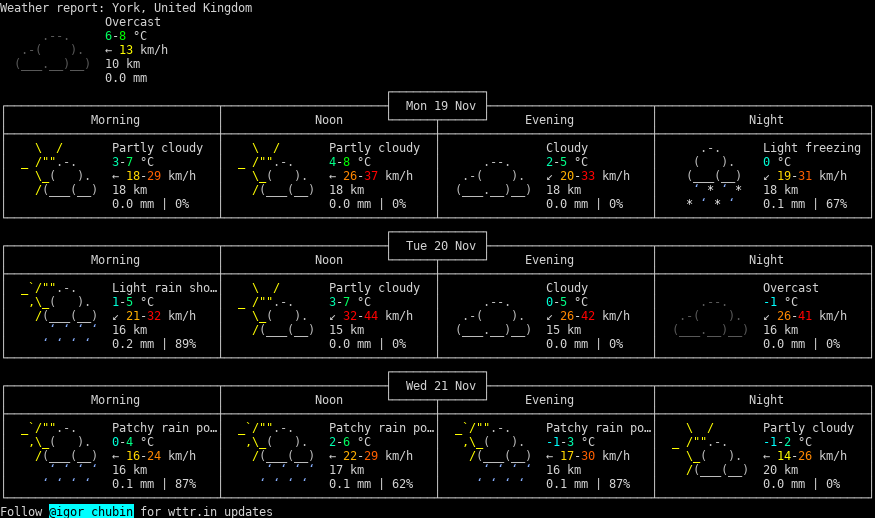 Weather report: York, United Kingdom
Overcast
6-8 °C
← 13 km/h
10 km
0.0 mm
Mon 19 Nov
Morning Noon Evening Night
Partly cloudy Partly cloudy Cloudy Light freezing
3-7 °C 4-8 °C 2-5 °C 0 °C
← 18-29 km/h ← 26-37 km/h ↙ 20-33 km/h ↙ 19-31 km/h
18 km 18 km 18 km 18 km
0.0 mm | 0% 0.0 mm | 0% 0.0 mm | 0% 0.1 mm | 67%
Tue 20 Nov
Morning Noon Evening Night
Light rain sho… Partly cloudy Cloudy Overcast
1-5 °C 3-7 °C 0-5 °C -1 °C
↙ 21-32 km/h ↙ 32-44 km/h ↙ 26-42 km/h ↙ 26-41 km/h
16 km 15 km 15 km 16 km
0.2 mm | 89% 0.0 mm | 0% 0.0 mm | 0% 0.0 mm | 0%
Wed 21 Nov
Morning Noon Evening Night
Patchy rain po… Patchy rain po… Patchy rain po… Partly cloudy
0-4 °C 2-6 °C -1-3 °C -1-2 °C
← 16-24 km/h ← 22-29 km/h ← 17-30 km/h ← 14-26 km/h
16 km 17 km 16 km 20 km
0.1 mm | 87% 0.1 mm | 62% 0.1 mm | 87% 0.0 mm | 0%
Follow @igor_chubin for wttr.in updates